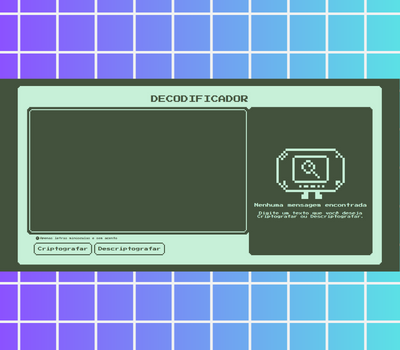 DECODIFICADOR
Nenhuma mensagem encontrada
Digite um texto que você deseja
Criptografar ou Descriptografar.
Apenas letras minúsculas e sem acento
Criptografar
Descriptografar